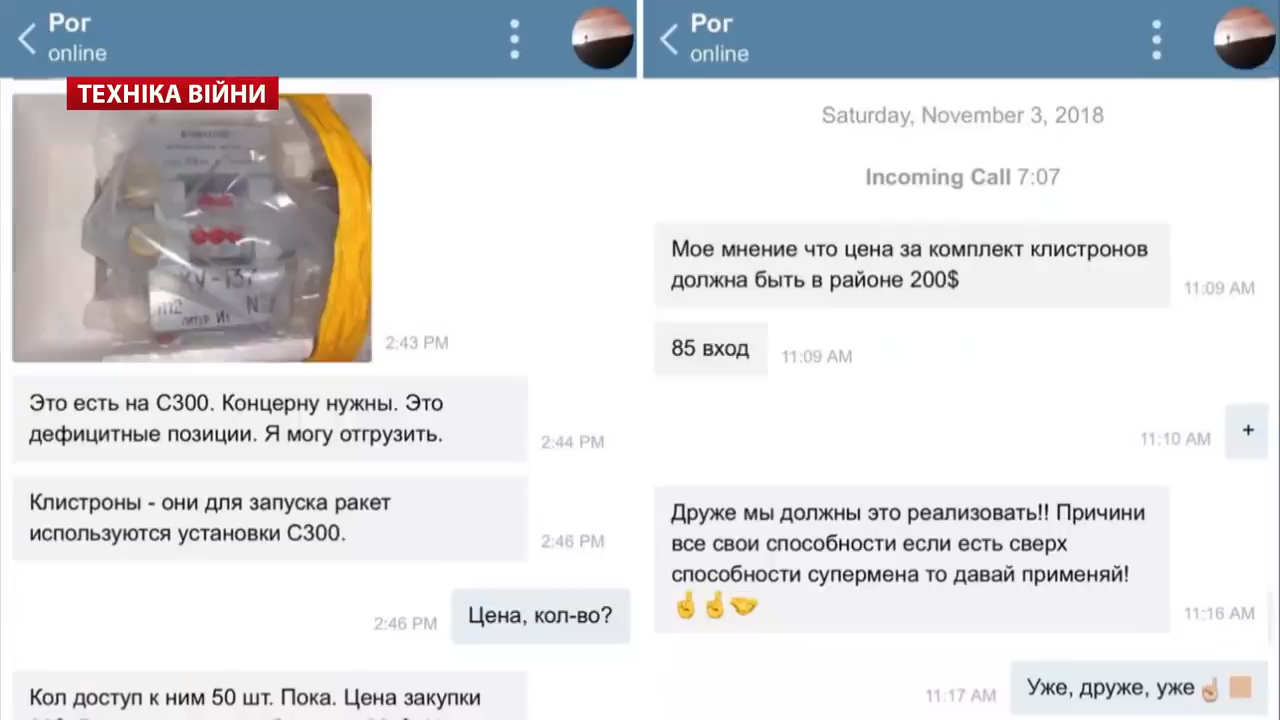 Рог
online
ТЕХНІКА ВІЙНИ
КУ-137
2:43 PM
Это есть на С300. Концерну нужны. Это
дефицитные позиции. Я могу отгрузить.
2:44 PM
Клистроны - они для запуска ракет
используются установки С300.
2:46 PM
Цена, кол-во?
2:46 PM
Кол доступ к ним 50 шт. Пока. Цена закупки
Рог
online
Saturday, November 3, 2018
Incoming Call 7:07
Мое мнение что цена за комплект клистронов
должна быть в районе 200$
11:09 AM
85 вход
11:09 AM
+
11:10 AM
Друже мы должны это реализовать!! Причини
все свои способности если есть сверх
способности супермена то давай применяй!
11:16 AM
Уже, друже, уже
11:17 AM